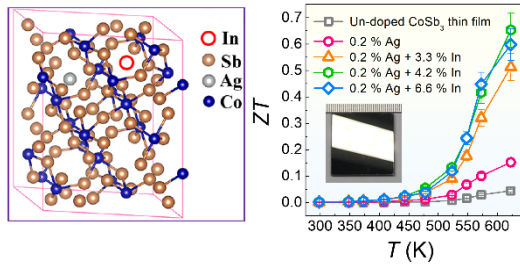 In
Sb
Ag
Co
ZT
0.7
0.6
0.5
0.4
0.3
0.2
0.1
0.0
Un-doped CoSb₃ thin film
0.2 % Ag
0.2 % Ag + 3.3 % In
0.2 % Ag + 4.2 % In
0.2 % Ag + 6.6 % In
300 350 400 450 500 550 600
T (K)